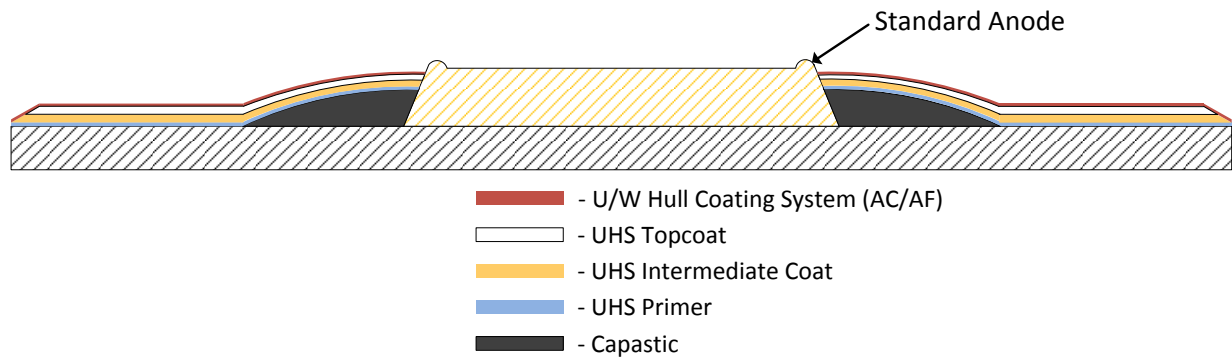 Standard Anode
- U/W Hull Coating System (AC/AF)
- UHS Topcoat
- UHS Intermediate Coat
- UHS Primer
- Capastic